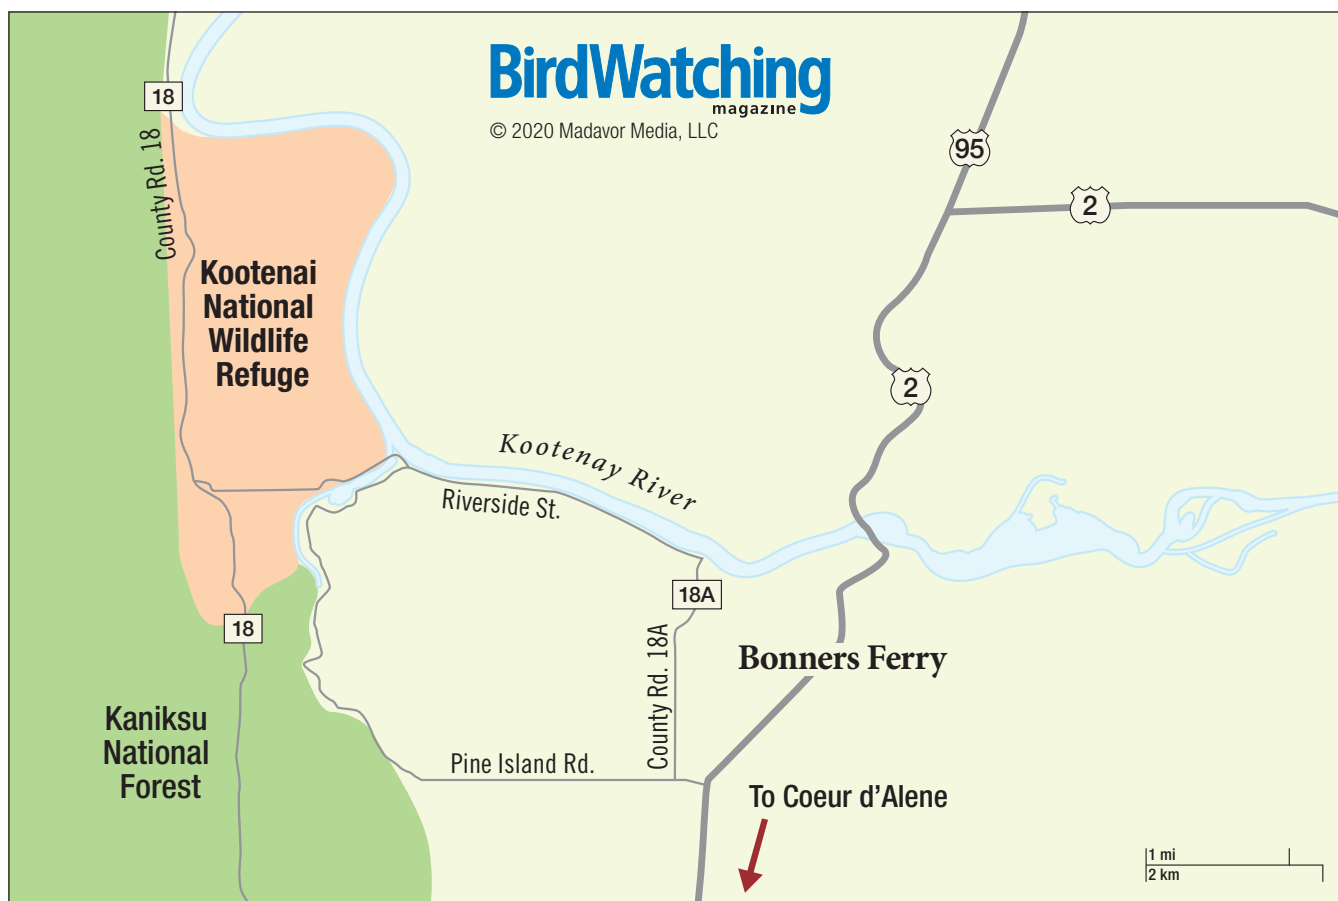 BirdWatching
magazine
© 2020 Madavor Media, LLC
18
County Rd. 18
95
2
Kootenai
National
Wildlife
Refuge
2
Kootenay River
Riverside St.
18A
18
County Rd. 18A
Bonners Ferry
Kaniksu
National
Forest
Pine Island Rd.
To Coeur d'Alene
1 mi
2 km